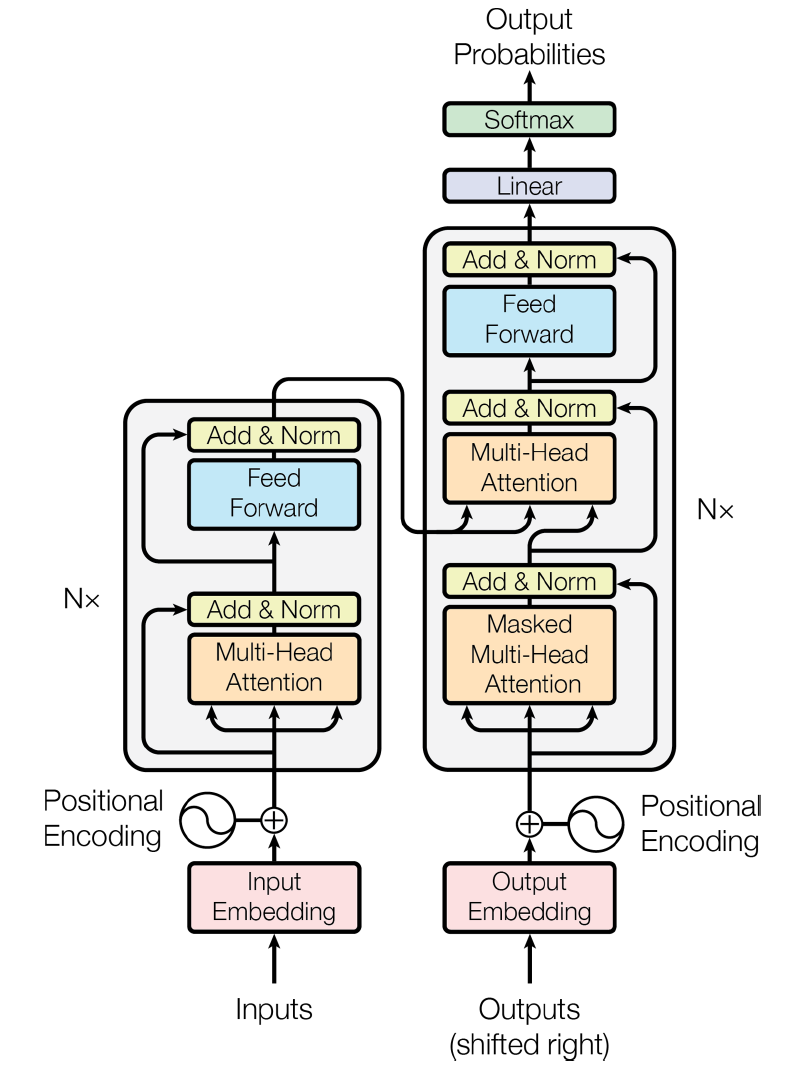 Output
Probabilities
Softmax
Linear
Add & Norm
Feed
Forward
Add & Norm
Multi-Head
Attention
Add & Norm
Masked
Multi-Head
Attention
N×
Add & Norm
Feed
Forward
Add & Norm
Multi-Head
Attention
N×
Positional
Encoding
Positional
Encoding
Input
Embedding
Output
Embedding
Inputs
Outputs
(shifted right)